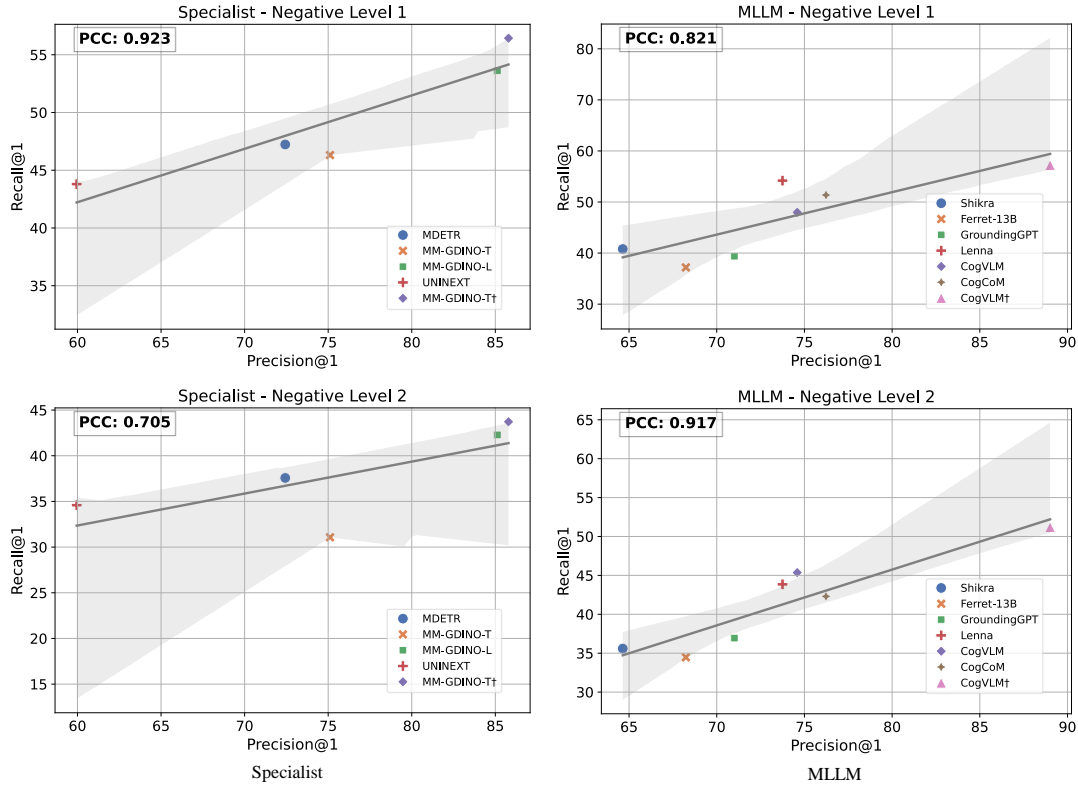 Specialist - Negative Level 1
PCC: 0.923
Recall@1
55
50
45
40
35
60
65
70
75
80
85
Precision@1
MDETR
MM-GDINO-T
MM-GDINO-L
UNINEXT
MM-GDINO-T†
MLLM - Negative Level 1
PCC: 0.821
Recall@1
80
70
60
50
40
30
65
70
75
80
85
90
Precision@1
Shikra
Ferret-13B
GroundingGPT
Lenna
CogVLM
CogCoM
CogVLM†
Specialist - Negative Level 2
PCC: 0.705
Recall@1
45
40
35
30
25
20
15
60
65
70
75
80
85
Precision@1
MDETR
MM-GDINO-T
MM-GDINO-L
UNINEXT
MM-GDINO-T†
Specialist
MLLM - Negative Level 2
PCC: 0.917
Recall@1
65
60
55
50
45
40
35
30
65
70
75
80
85
90
Precision@1
Shikra
Ferret-13B
GroundingGPT
Lenna
CogVLM
CogCoM
CogVLM†
MLLM